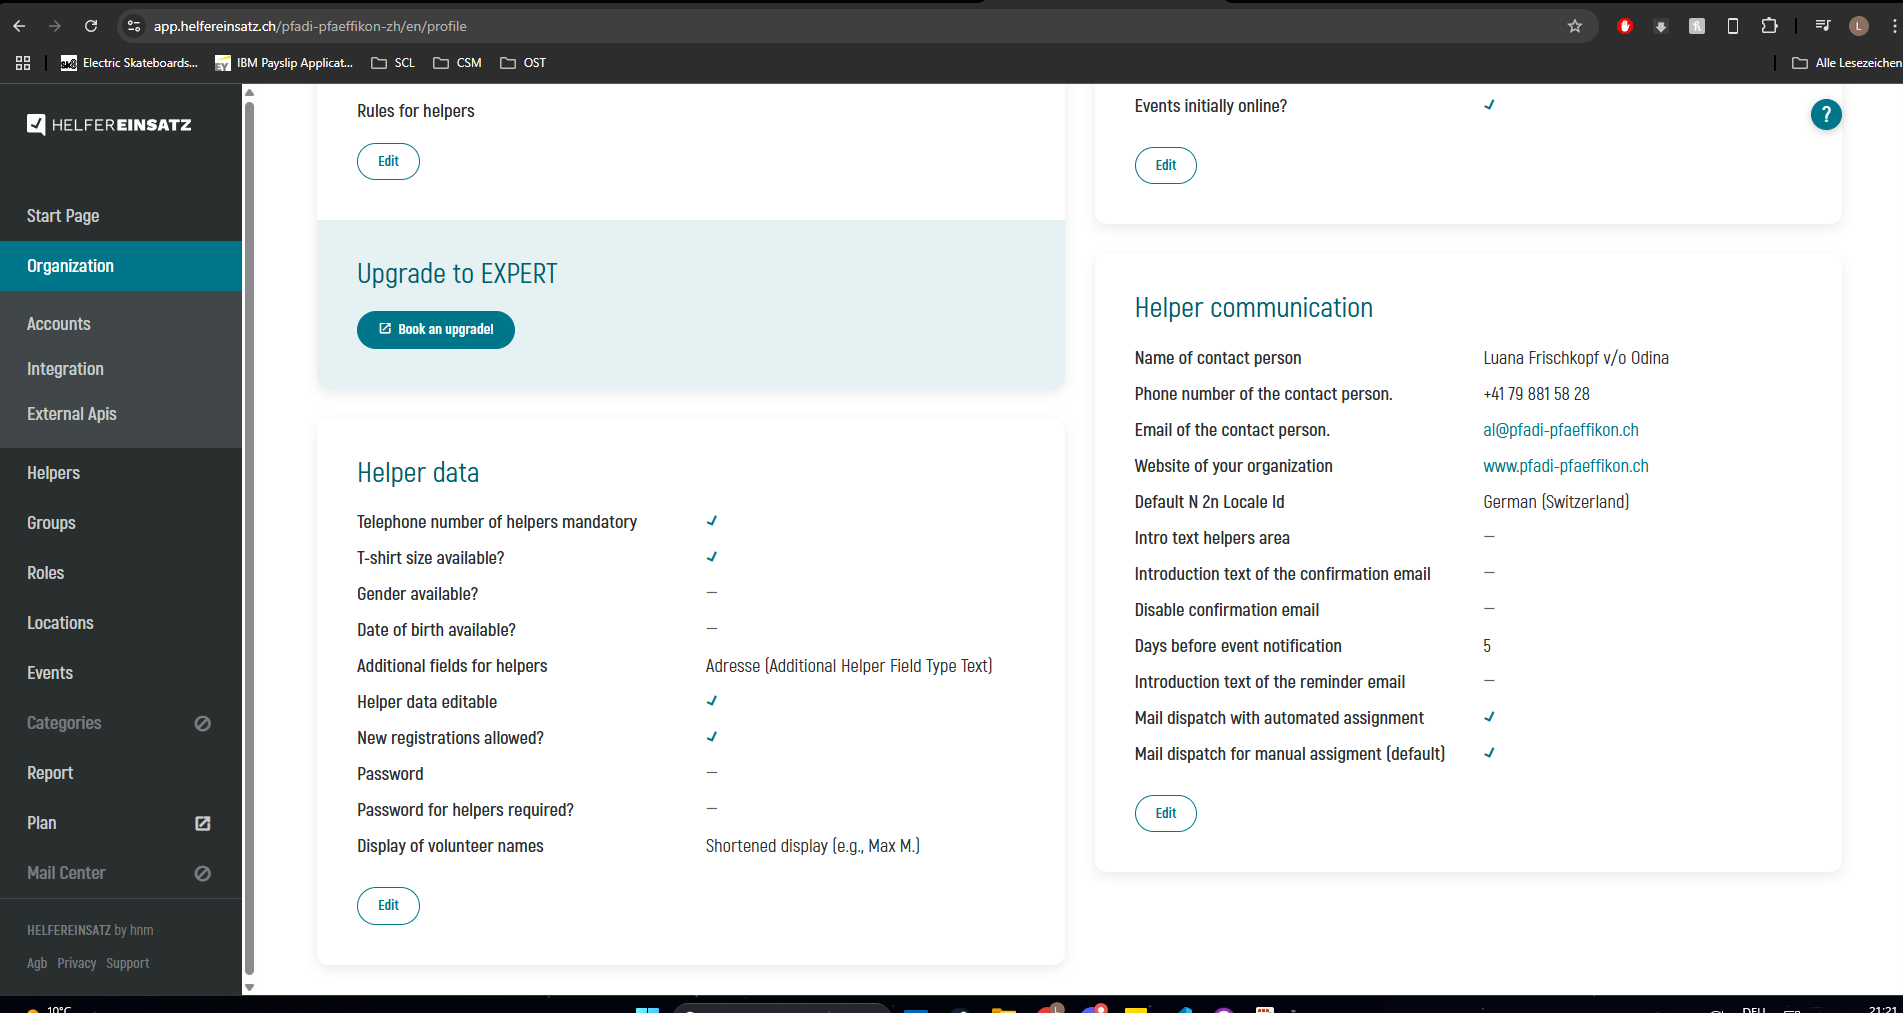 app.helfereinsatz.ch/pfadi-pfaeffikon-zh/en/profile
L
Electric Skateboards...
IBM Payslip Applicat...
SCL
CSM
OST
Alle Lesezeichen
HELFEREINSATZ
Start Page
Organization
Accounts
Integration
External Apis
Helpers
Groups
Roles
Locations
Events
Categories
Report
Plan
Mail Center
HELFEREINSATZ by hnm
Agb Privacy Support
Rules for helpers
Edit
Upgrade to EXPERT
Book an upgrade!
Helper data
Telephone number of helpers mandatory
T-shirt size available?
Gender available? —
Date of birth available? —
Additional fields for helpers Adresse (Additional Helper Field Type Text)
Helper data editable
New registrations allowed?
Password —
Password for helpers required? —
Display of volunteer names Shortened display (e.g., Max M.)
Edit
Events initially online?
Edit
?
Helper communication
Name of contact person Luana Frischkopf v/o Odina
Phone number of the contact person. +41 79 881 58 28
Email of the contact person. al@pfadi-pfaeffikon.ch
Website of your organization www.pfadi-pfaeffikon.ch
Default N 2n Locale Id German (Switzerland)
Intro text helpers area —
Introduction text of the confirmation email —
Disable confirmation email —
Days before event notification 5
Introduction text of the reminder email —
Mail dispatch with automated assignment
Mail dispatch for manual assigment (default)
Edit
10°C
DEU
21:21